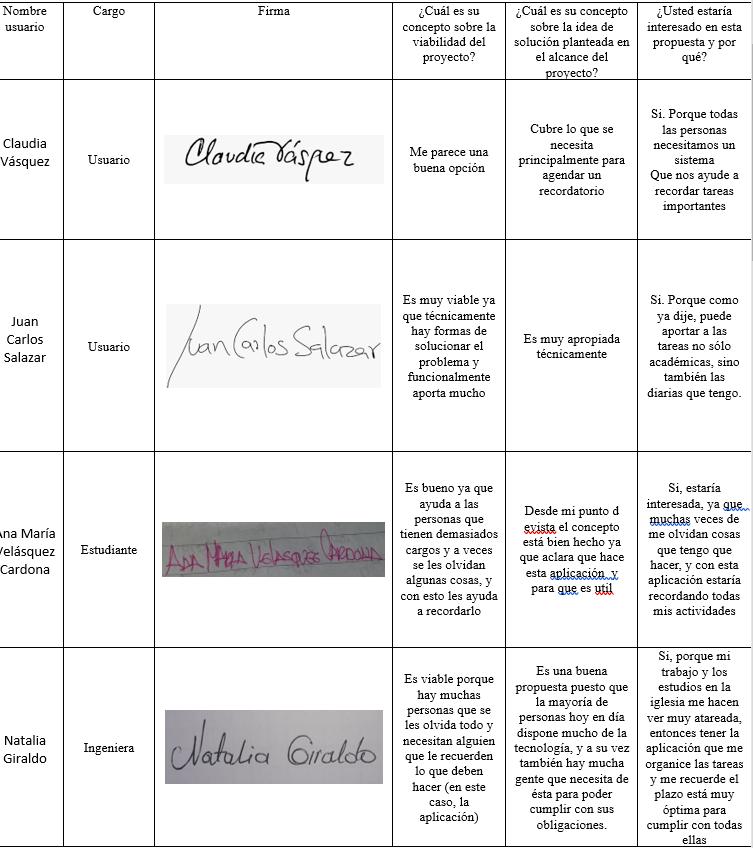 Nombre
usuario
Cargo
Firma
¿Cuál es su
concepto sobre la
viabilidad del
proyecto?
¿Cuál es su concepto
sobre la idea de
solución planteada en
el alcance del
proyecto?
¿Usted estaría
interesado en esta
propuesta y por
qué?
Claudia
Vásquez
Usuario
Claudia Vásquez
Me parece una
buena opción
Cubre lo que se
necesita
principalmente para
agendar un
recordatorio
Si. Porque todas
las personas
necesitamos un
sistema
Que nos ayude a
recordar tareas
importantes
Juan
Carlos
Salazar
Usuario
Juan Carlos Salazar
Es muy viable ya
que técnicamente
hay formas de
solucionar el
problema y
funcionalmente
aporta mucho
Es muy apropiada
técnicamente
Si. Porque como
ya dije, puede
aportar a las
tareas no sólo
académicas, sino
también las
diarias que tengo.
Ana María
Velásquez
Cardona
Estudiante
Ana Maria Velasquez Cardona
Es bueno ya que
ayuda a las
personas que
tienen demasiados
cargos y a veces
se les olvidan
algunas cosas, y
con esto les ayuda
a recordarlo
Desde mi punto d
evista el concepto
está bien hecho ya
que aclara que hace
esta aplicación y
para que es util
Si, estaría
interesada, ya que
muchas veces de
me olvidan cosas
que tengo que
hacer, y con esta
aplicación estaría
recordando todas
mis actividades
Natalia
Giraldo
Ingeniera
Natalia Giraldo
Es viable porque
hay muchas
personas que se
les olvida todo y
necesitan alguien
que le recuerden
lo que deben
hacer (en este
caso, la
aplicación)
Es una buena
propuesta puesto que
la mayoría de
personas hoy en día
dispone mucho de la
tecnología, y a su vez
también hay mucha
gente que necesita de
ésta para poder
cumplir con sus
obligaciones.
Si, porque mi
trabajo y los
estudios en la
iglesia me hacen
ver muy atareada,
entonces tener la
aplicación que me
organice las tareas
y me recuerde el
plazo está muy
óptima para
cumplir con todas
ellas